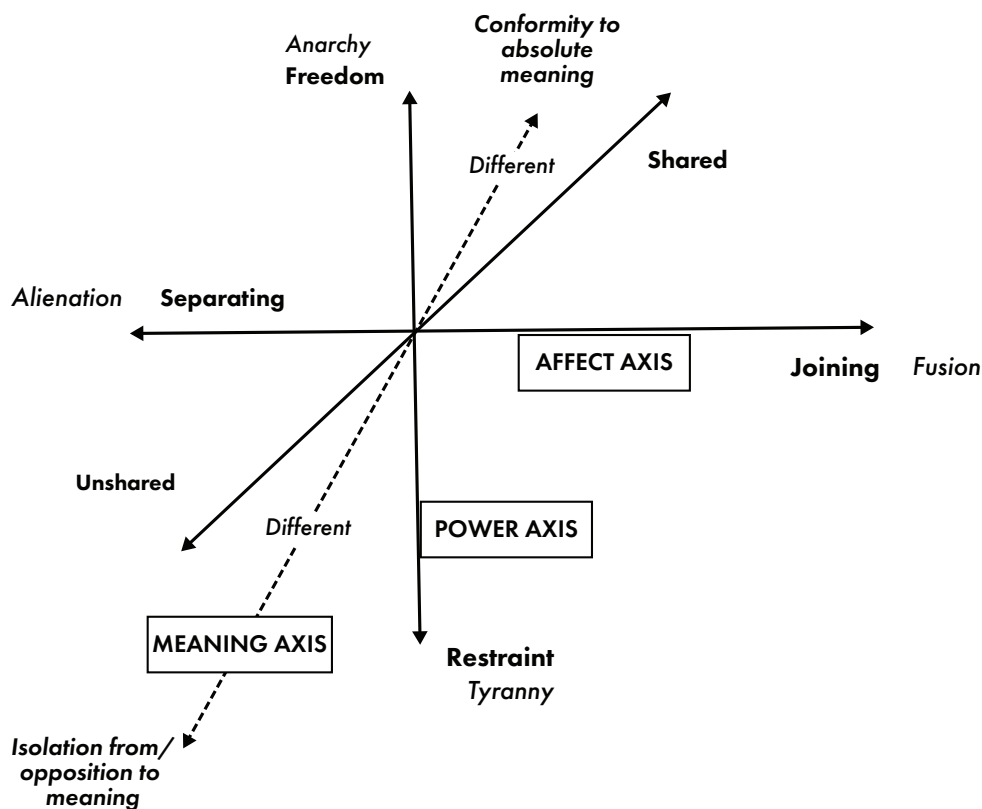 Conformity to
absolute
meaning
Anarchy
Freedom
Different
Shared
Alienation Separating
AFFECT AXIS
Joining Fusion
Unshared
Different
POWER AXIS
MEANING AXIS
Restraint
Tyranny
Isolation from/
opposition to
meaning